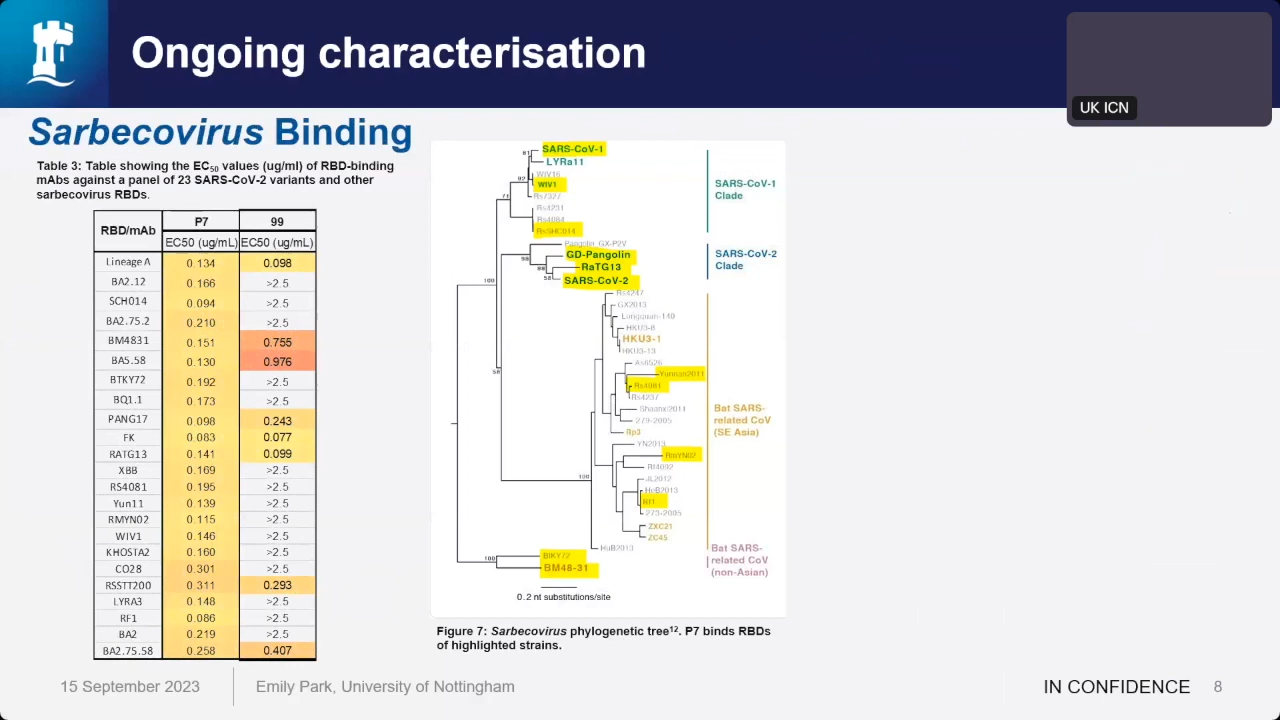 Ongoing characterisation
UK ICN
Sarbecovirus Binding
Table 3: Table showing the EC50 values (ug/ml) of RBD-binding
mAbs against a panel of 23 SARS-CoV-2 variants and other
sarbecovirus RBDs.
RBD/mAb P7 99
EC50 (ug/mL) EC50 (ug/mL)
Lineage A 0.134 0.098
BA2.12 0.166 >2.5
SCH014 0.094 >2.5
BA2.75.2 0.210 >2.5
BM4831 0.151 0.755
BA5.58 0.130 0.976
BTKY72 0.192 >2.5
BQ1.1 0.173 >2.5
PANG17 0.098 0.243
FK 0.083 0.077
RATG13 0.141 0.099
XBB 0.169 >2.5
RS4081 0.195 >2.5
Yun11 0.139 >2.5
RMYN02 0.115 >2.5
WIV1 0.146 >2.5
KHOSTA2 0.160 >2.5
CO28 0.301 >2.5
RSSTT200 0.311 0.293
LYRA3 0.148 >2.5
RF1 0.086 >2.5
BA2 0.219 >2.5
BA2.75.58 0.258 0.407
SARS-CoV-1
LYRa11
WIV16
WIV1
Rs7327
Rs4231
Rs4084
RsSHC014
SARS-CoV-1
Clade
Pangolin_GX-P2V
GD-Pangolin
RaTG13
SARS-CoV-2
SARS-CoV-2
Clade
Rs4247
GX2013
Longquan-140
HKU3-8
HKU3-1
HKU3-13
As6526
Yunnan2011
Rs4081
Rs4237
Shaanxi2011
279-2005
Rp3
Bat SARS-
related CoV
(SE Asia)
YN2013
RmYN02
Rf4092
JL2012
HeB2013
Rf1
273-2005
ZXC21
ZC45
HuB2013
BtKY72
BM48-31
Bat SARS-
related CoV
(non-Asian)
81
92
71
98
88
58
100
58
100
100
0.2 nt substitutions/site
Figure 7: Sarbecovirus phylogenetic tree12. P7 binds RBDs
of highlighted strains.
15 September 2023
Emily Park, University of Nottingham
IN CONFIDENCE 8